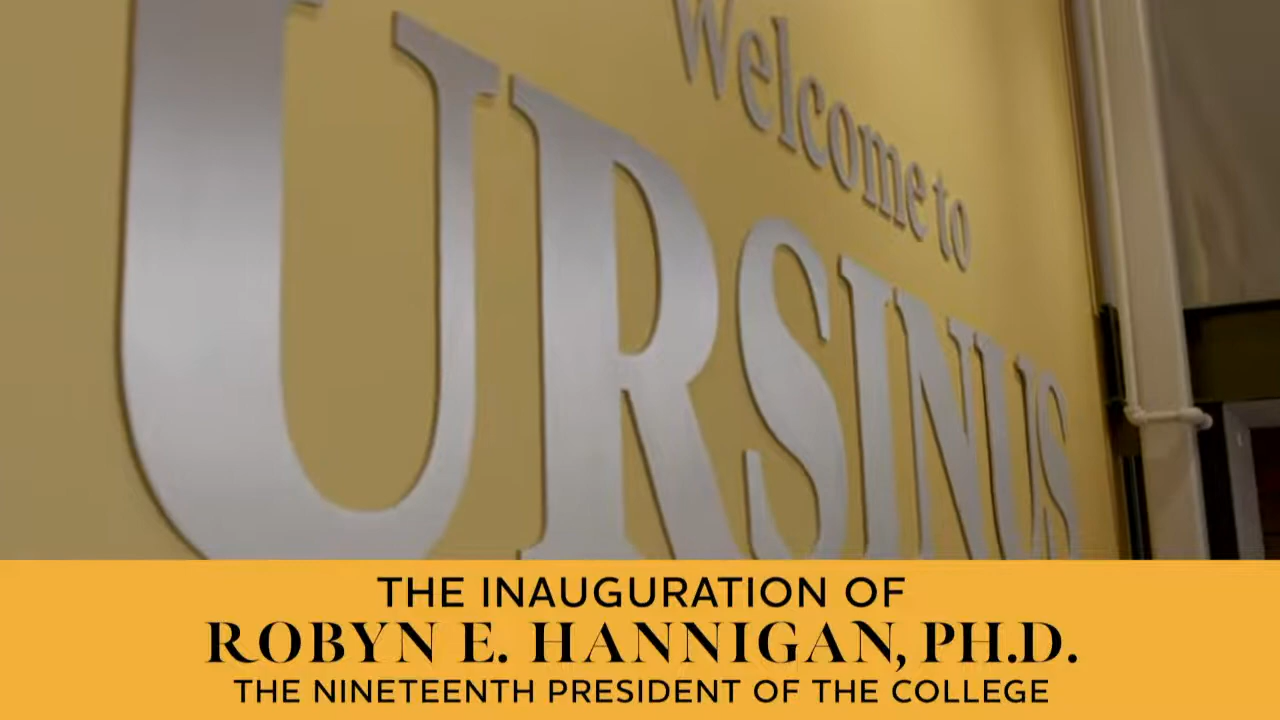 Welcome to
URSINUS
THE INAUGURATION OF
ROBYN E. HANNIGAN, PH.D.
THE NINETEENTH PRESIDENT OF THE COLLEGE